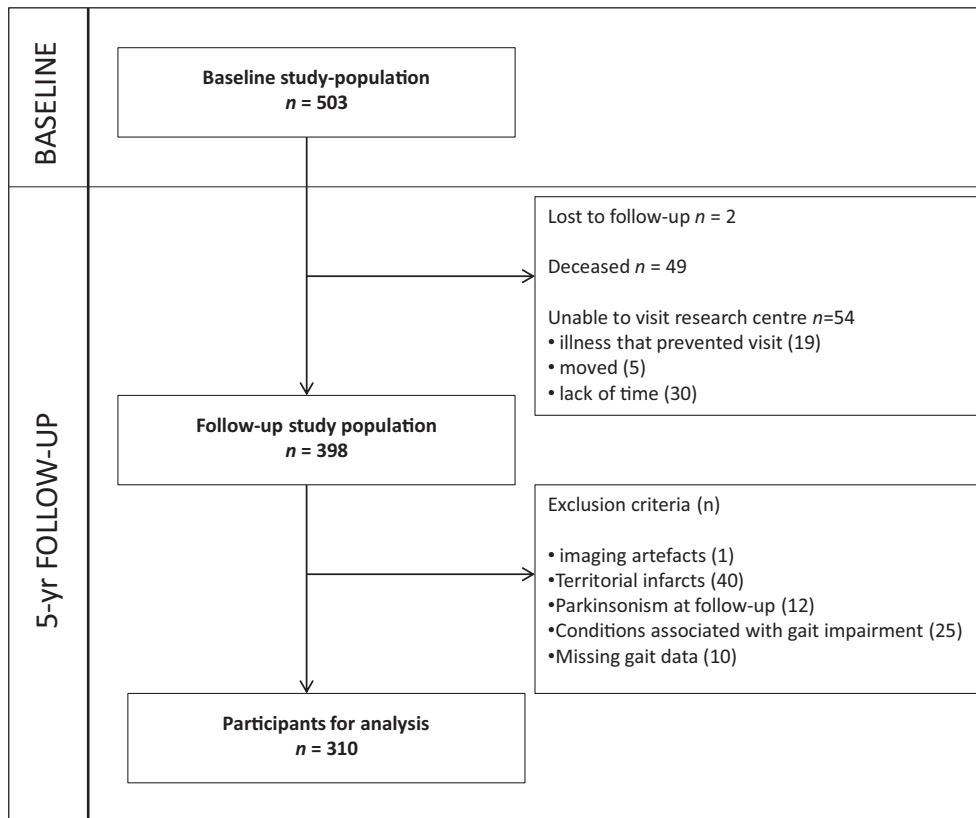 BASELINE
Baseline study-population
n = 503
5-yr FOLLOW-UP
Lost to follow-up n = 2
Deceased n = 49
Unable to visit research centre n=54
• illness that prevented visit (19)
• moved (5)
• lack of time (30)
Follow-up study population
n = 398
Exclusion criteria (n)
• imaging artefacts (1)
•Territorial infarcts (40)
•Parkinsonism at follow-up (12)
•Conditions associated with gait impairment (25)
•Missing gait data (10)
Participants for analysis
n = 310